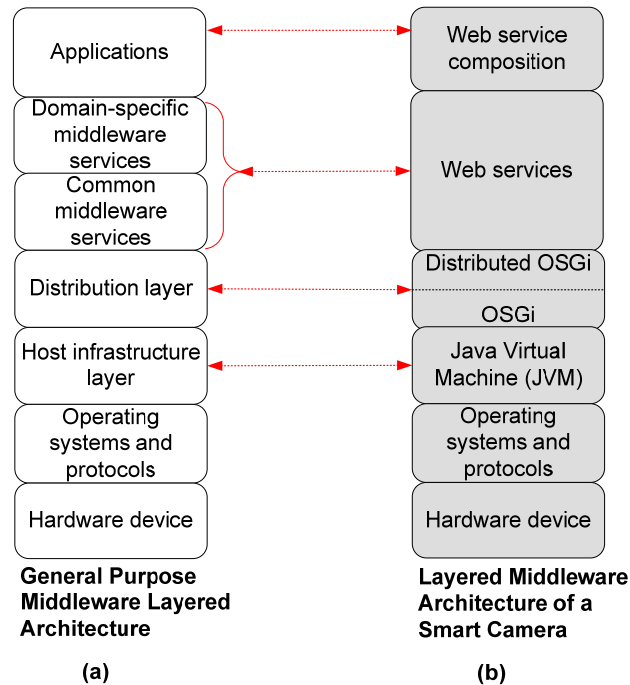 Applications
Domain-specific
middleware
services
Common
middleware
services
Distribution layer
Host infrastructure
layer
Operating
systems and
protocols
Hardware device
General Purpose
Middleware Layered
Architecture
(a)
Web service
composition
Web services
Distributed OSGi
OSGi
Java Virtual
Machine (JVM)
Operating
systems and
protocols
Hardware device
Layered Middleware
Architecture of a
Smart Camera
(b)